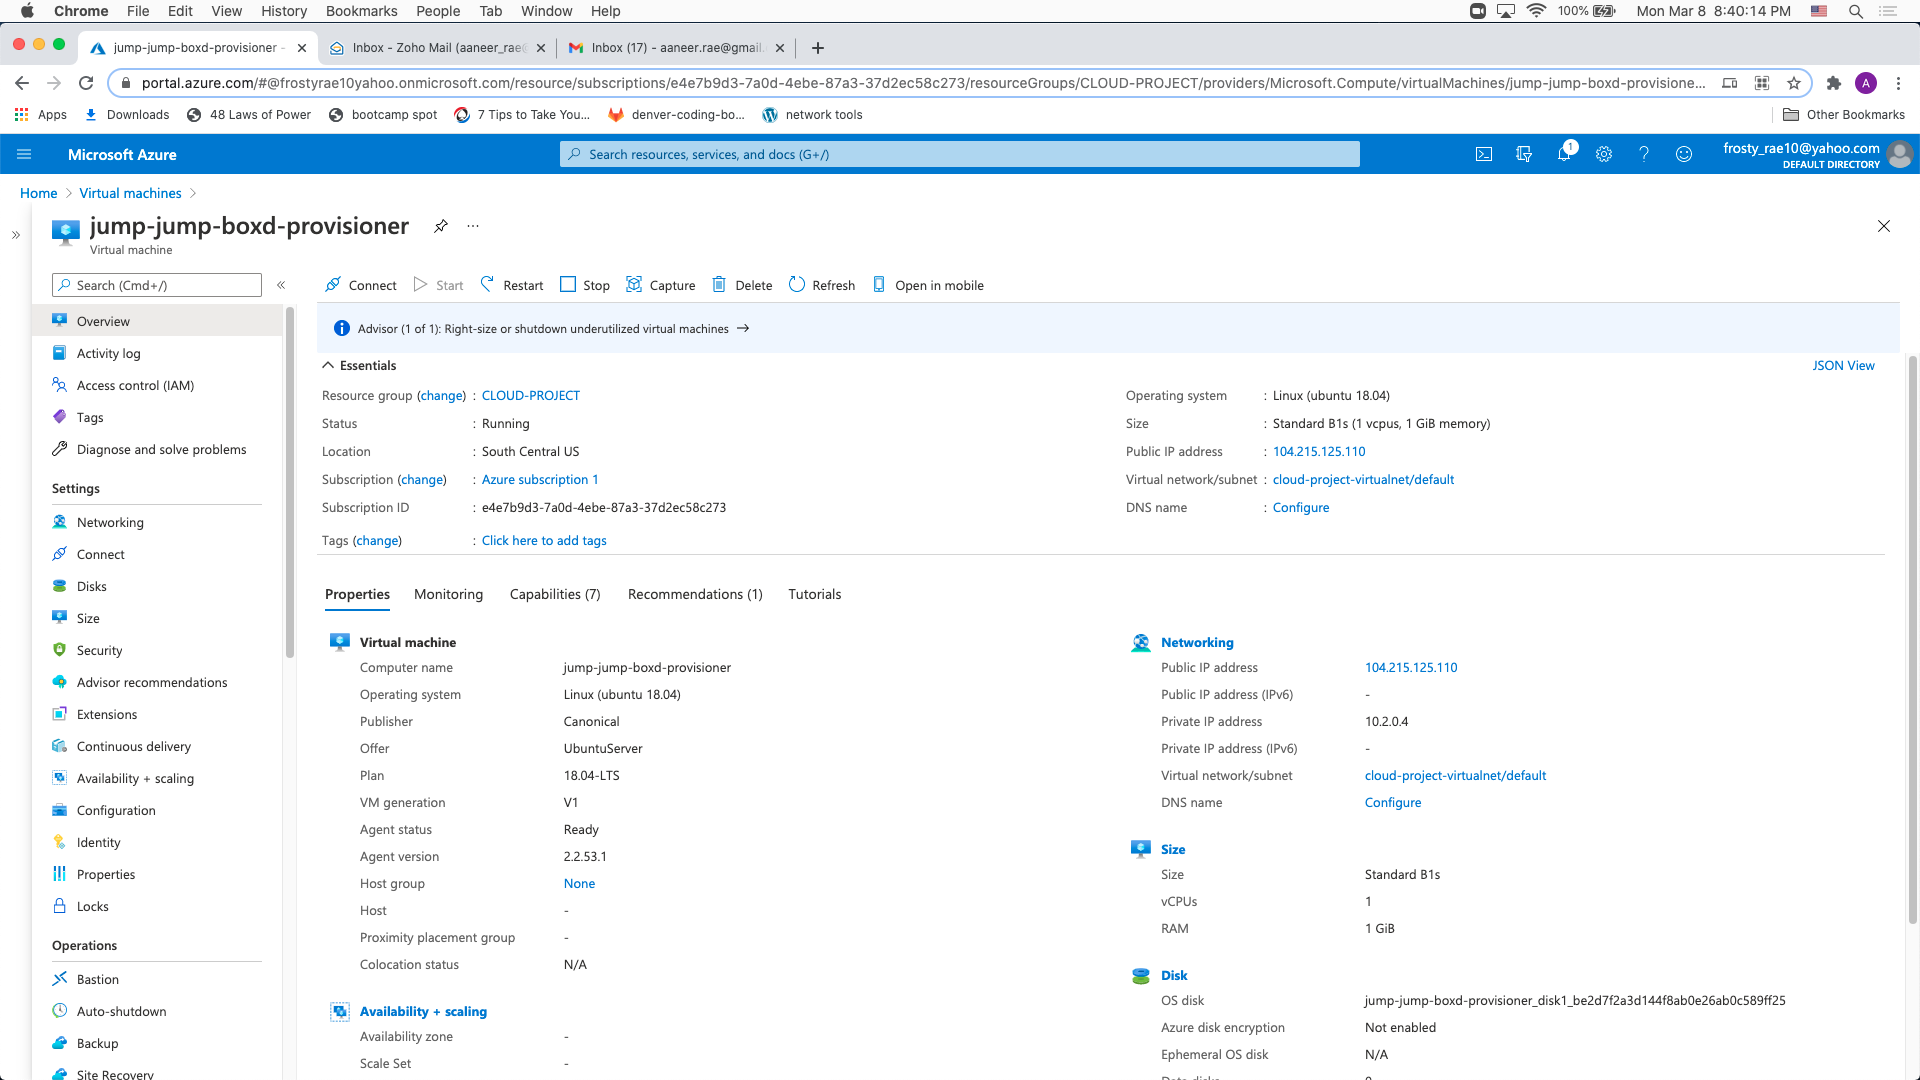 Chrome File Edit View History Bookmarks People Tab Window Help 100% Mon Mar 8 8:40:14 PM
jump-jump-boxd-provisioner - Inbox - Zoho Mail (aaneer_rae@ Inbox (17) - aaneer.rae@gmail.
portal.azure.com/#@frostyrae10yahoo.onmicrosoft.com/resource/subscriptions/e4e7b9d3-7a0d-4ebe-87a3-37d2ec58c273/resourceGroups/CLOUD-PROJECT/providers/Microsoft.Compute/virtualMachines/jump-jump-boxd-provisione... A
Apps Downloads 48 Laws of Power bootcamp spot 7 Tips to Take You... denver-coding-bo... network tools Other Bookmarks
Microsoft Azure Search resources, services, and docs (G+/) 1 frosty_rae10@yahoo.com
DEFAULT DIRECTORY
Home > Virtual machines >
jump-jump-boxd-provisioner ...
Virtual machine
Search (Cmd+/) «
Connect Start Restart Stop Capture Delete Refresh Open in mobile
Overview
Activity log
Access control (IAM)
Tags
Diagnose and solve problems
Settings
Networking
Connect
Disks
Size
Security
Advisor recommendations
Extensions
Continuous delivery
Availability + scaling
Configuration
Identity
Properties
Locks
Operations
Bastion
Auto-shutdown
Backup
Site Recovery
Advisor (1 of 1): Right-size or shutdown underutilized virtual machines →
Essentials JSON View
Resource group (change) : CLOUD-PROJECT
Status : Running
Location : South Central US
Subscription (change) : Azure subscription 1
Subscription ID : e4e7b9d3-7a0d-4ebe-87a3-37d2ec58c273
Tags (change) : Click here to add tags
Operating system : Linux (ubuntu 18.04)
Size : Standard B1s (1 vcpus, 1 GiB memory)
Public IP address : 104.215.125.110
Virtual network/subnet : cloud-project-virtualnet/default
DNS name : Configure
Properties Monitoring Capabilities (7) Recommendations (1) Tutorials
Virtual machine
Computer name jump-jump-boxd-provisioner
Operating system Linux (ubuntu 18.04)
Publisher Canonical
Offer UbuntuServer
Plan 18.04-LTS
VM generation V1
Agent status Ready
Agent version 2.2.53.1
Host group None
Host -
Proximity placement group -
Colocation status N/A
Availability + scaling
Availability zone -
Scale Set -
Networking
Public IP address 104.215.125.110
Public IP address (IPv6) -
Private IP address 10.2.0.4
Private IP address (IPv6) -
Virtual network/subnet cloud-project-virtualnet/default
DNS name Configure
Size
Size Standard B1s
vCPUs 1
RAM 1 GiB
Disk
OS disk jump-jump-boxd-provisioner_disk1_be2d7f2a3d144f8ab0e26ab0c589ff25
Azure disk encryption Not enabled
Ephemeral OS disk N/A